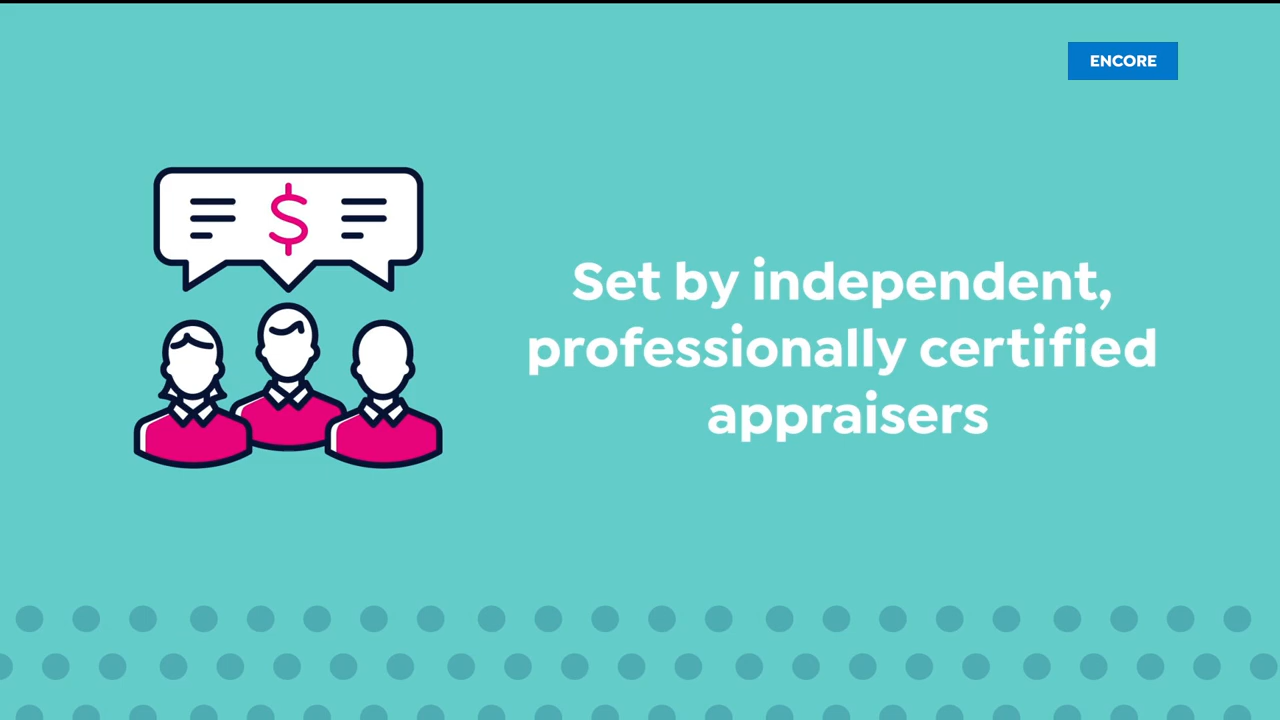 ENCORE
$
Set by independent,
professionally certified
appraisers